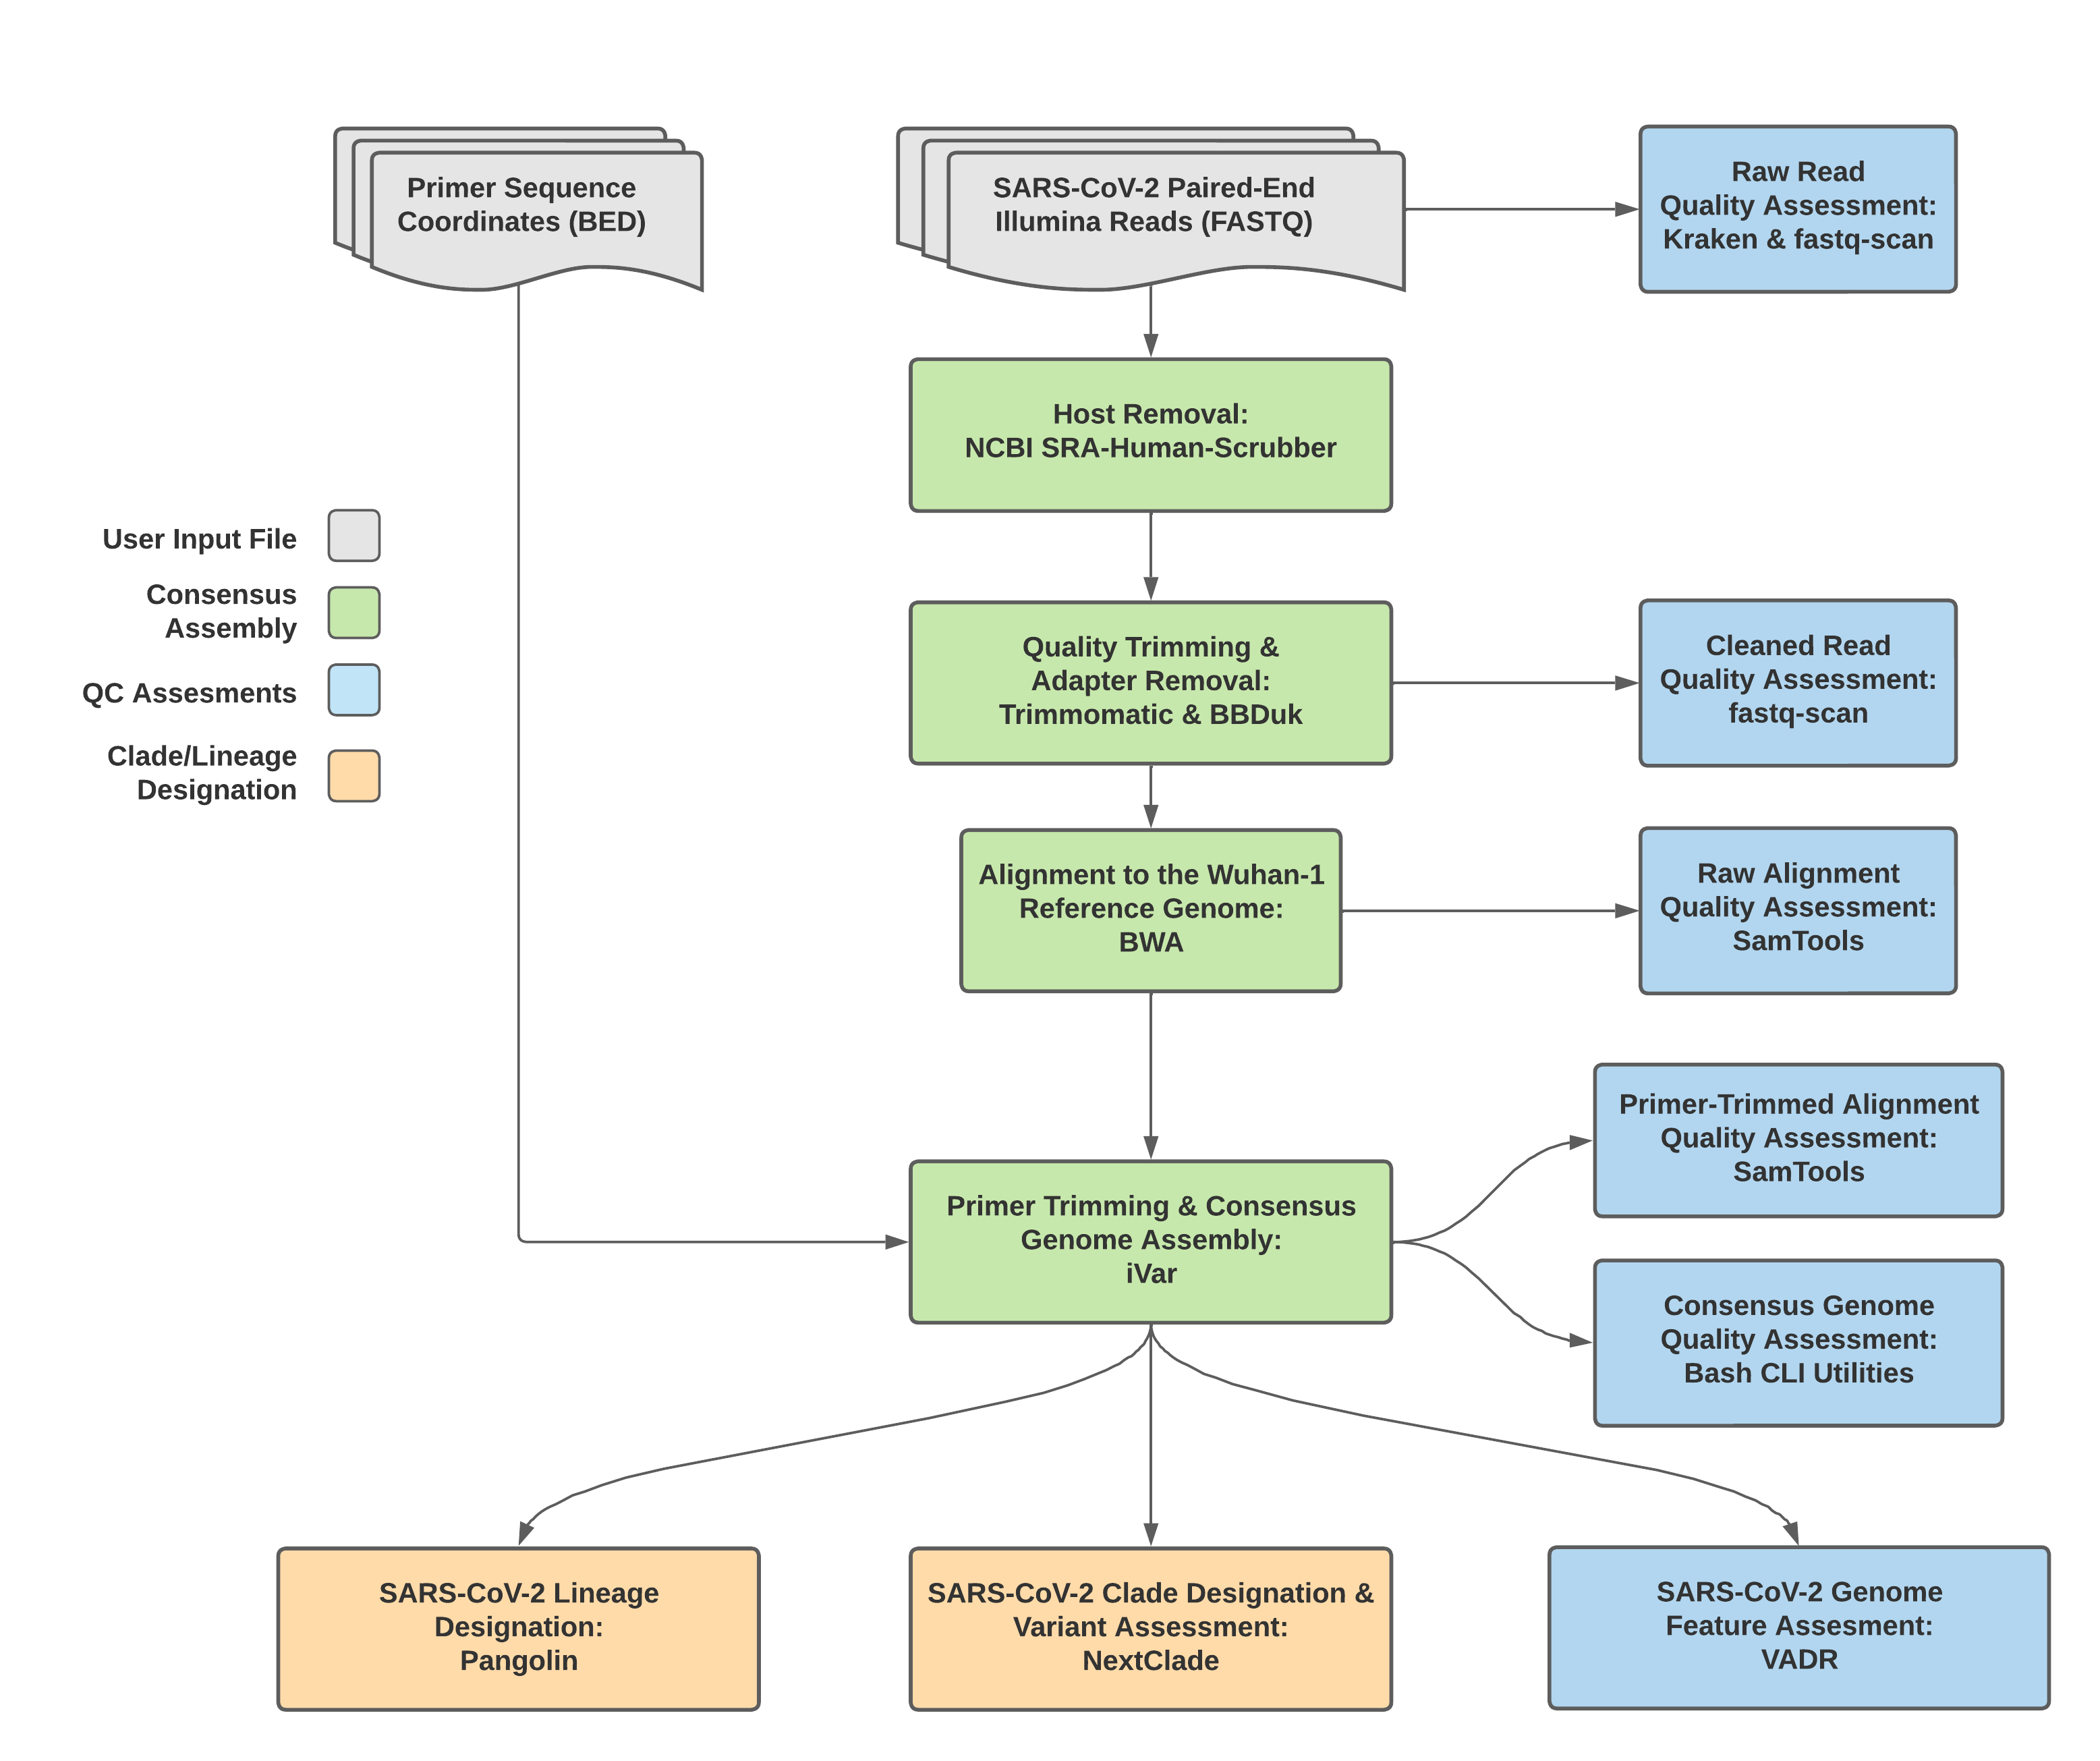 Primer Sequence
Coordinates (BED)
SARS-CoV-2 Paired-End
Illumina Reads (FASTQ)
Raw Read
Quality Assessment:
Kraken & fastq-scan
Host Removal:
NCBI SRA-Human-Scrubber
User Input File
Consensus
Assembly
QC Assesments
Clade/Lineage
Designation
Quality Trimming &
Adapter Removal:
Trimmomatic & BBDuk
Cleaned Read
Quality Assessment:
fastq-scan
Alignment to the Wuhan-1
Reference Genome:
BWA
Raw Alignment
Quality Assessment:
SamTools
Primer Trimming & Consensus
Genome Assembly:
iVar
Primer-Trimmed Alignment
Quality Assessment:
SamTools
Consensus Genome
Quality Assessment:
Bash CLI Utilities
SARS-CoV-2 Lineage
Designation:
Pangolin
SARS-CoV-2 Clade Designation &
Variant Assessment:
NextClade
SARS-CoV-2 Genome
Feature Assesment:
VADR